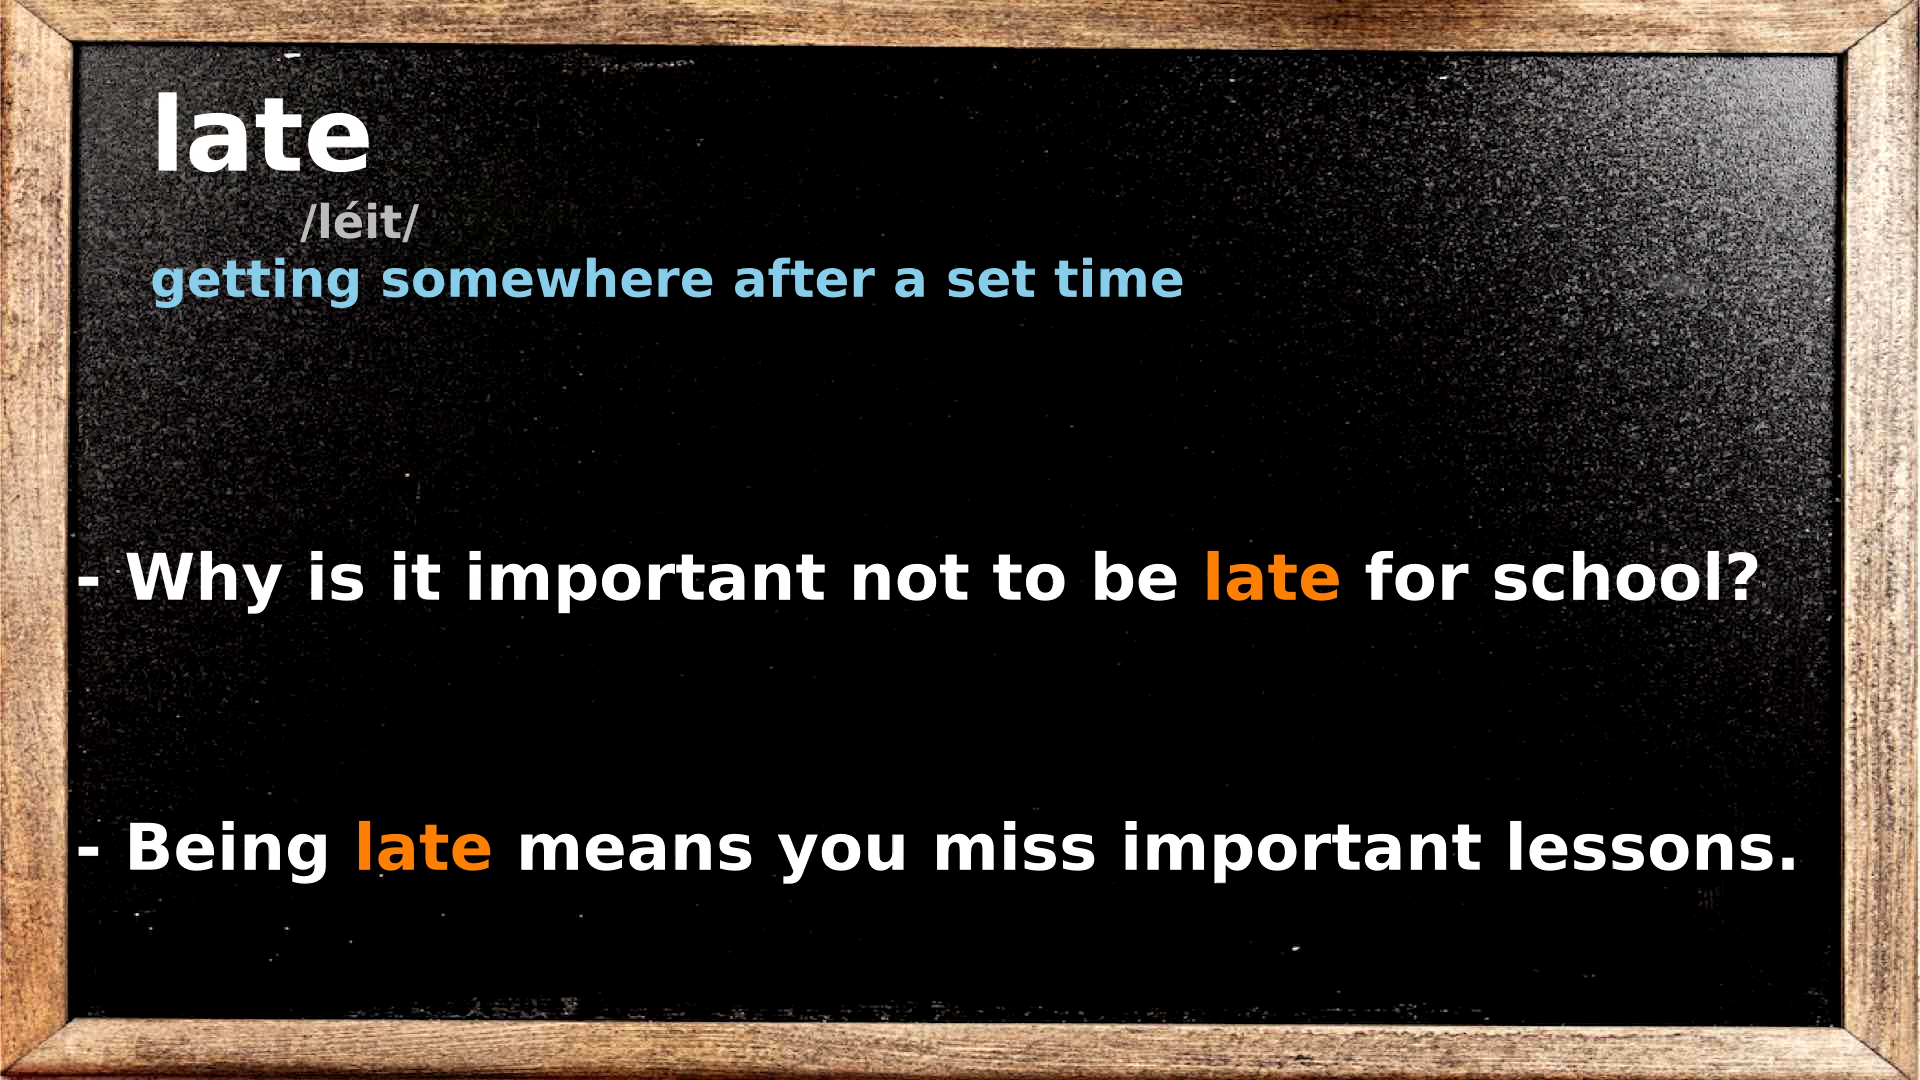 late
/léit/
getting somewhere after a set time
- Why is it important not to be late for school?
- Being late means you miss important lessons.